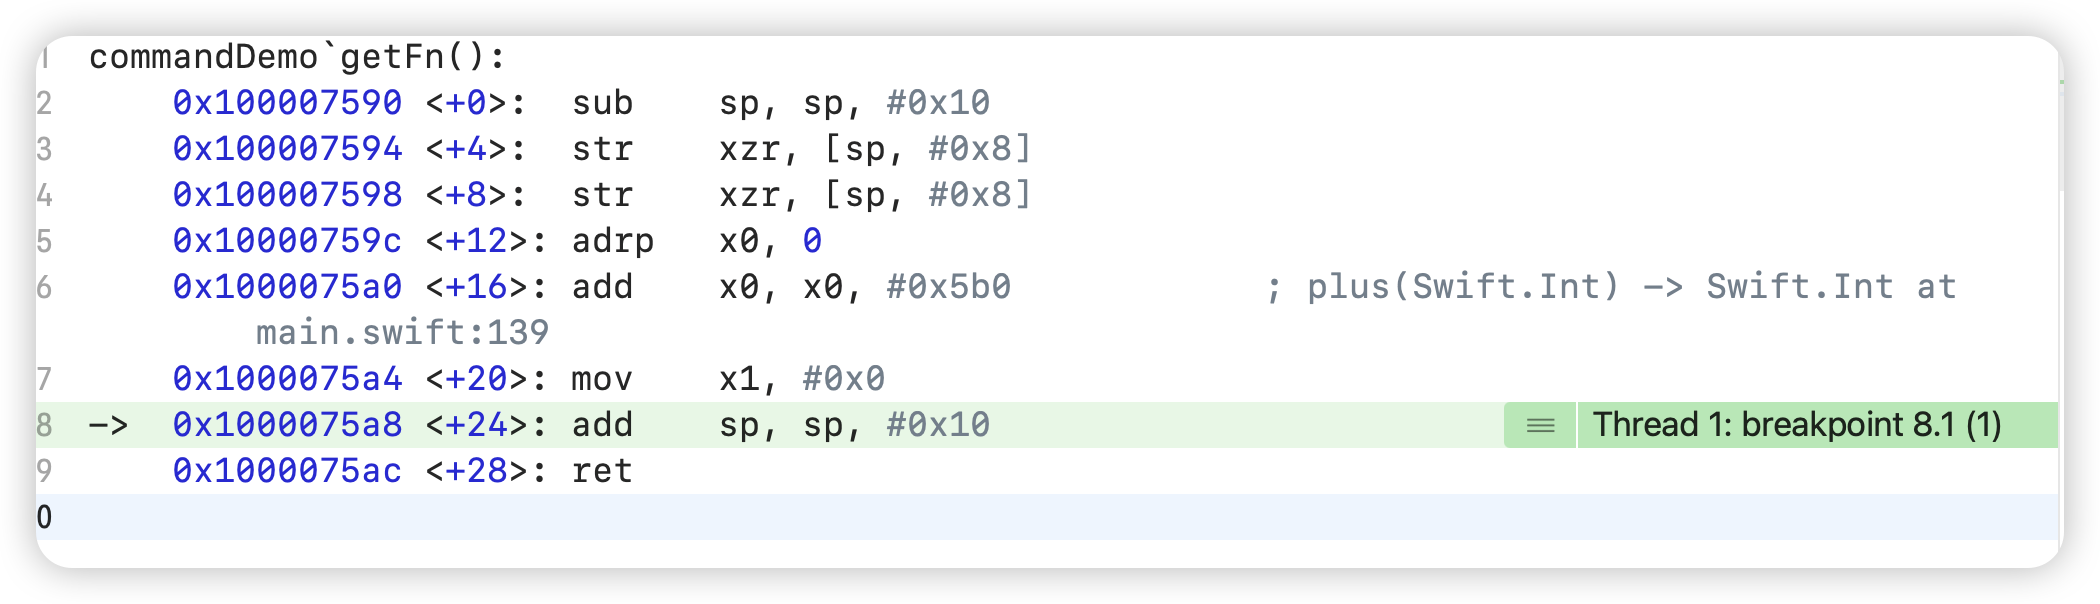 1 commandDemo`getFn():
2 0x100007590 <+0>: sub sp, sp, #0x10
3 0x100007594 <+4>: str xzr, [sp, #0x8]
4 0x100007598 <+8>: str xzr, [sp, #0x8]
5 0x10000759c <+12>: adrp x0, 0
6 0x1000075a0 <+16>: add x0, x0, #0x5b0 ; plus(Swift.Int) -> Swift.Int at
main.swift:139
7 0x1000075a4 <+20>: mov x1, #0x0
8 -> 0x1000075a8 <+24>: add sp, sp, #0x10 Thread 1: breakpoint 8.1 (1)
9 0x1000075ac <+28>: ret
0